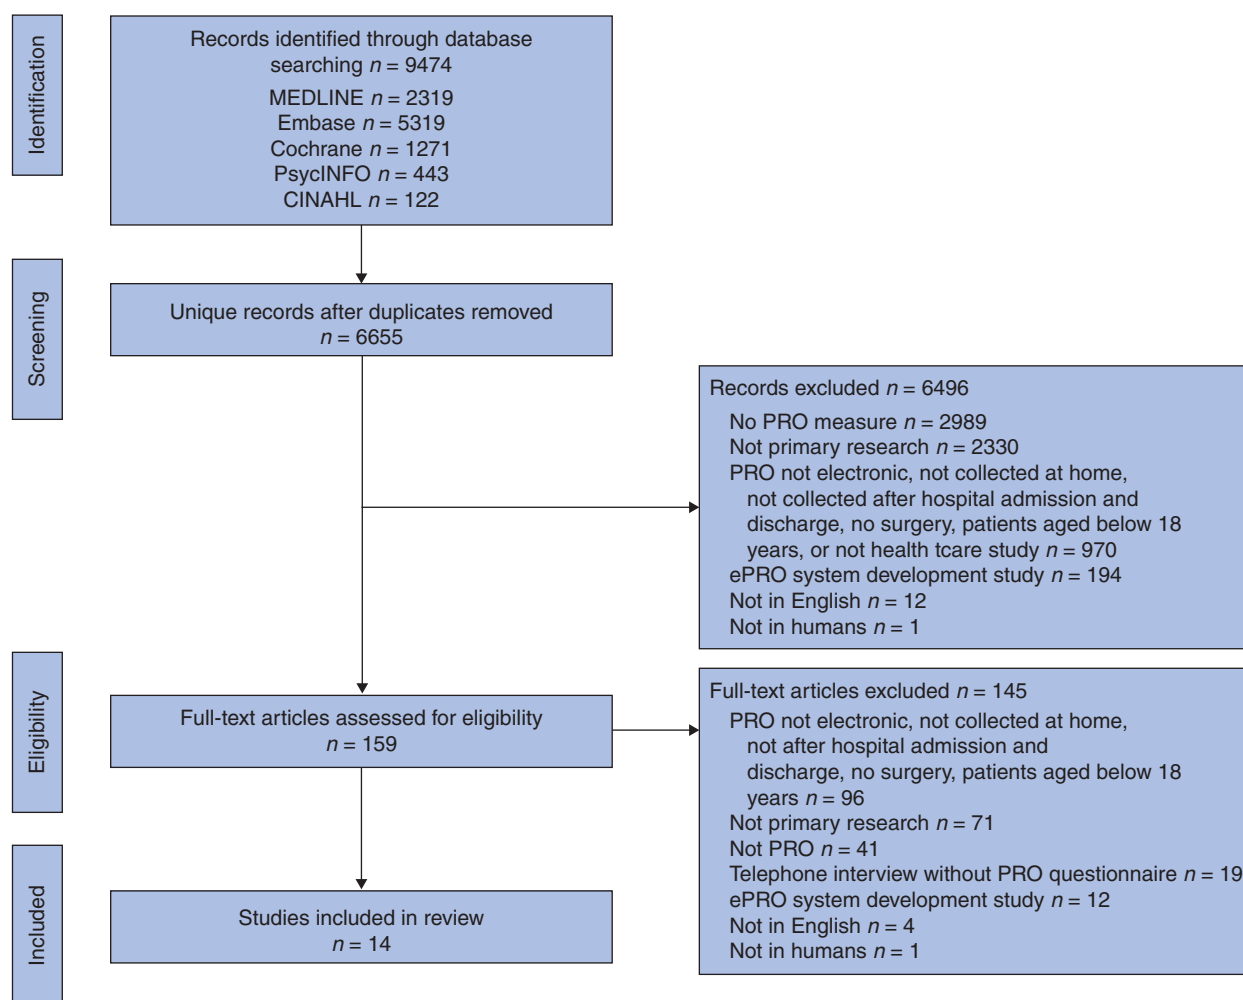 Identification
Records identified through database
searching n = 9474
MEDLINE n = 2319
Embase n = 5319
Cochrane n = 1271
PsycINFO n = 443
CINAHL n = 122
Screening
Unique records after duplicates removed
n = 6655
Records excluded n = 6496
No PRO measure n = 2989
Not primary research n = 2330
PRO not electronic, not collected at home,
not collected after hospital admission and
discharge, no surgery, patients aged below 18
years, or not health tcare study n = 970
ePRO system development study n = 194
Not in English n = 12
Not in humans n = 1
Eligibility
Full-text articles assessed for eligibility
n = 159
Full-text articles excluded n = 145
PRO not electronic, not collected at home,
not after hospital admission and
discharge, no surgery, patients aged below 18
years n = 96
Not primary research n = 71
Not PRO n = 41
Telephone interview without PRO questionnaire n = 19
ePRO system development study n = 12
Not in English n = 4
Not in humans n = 1
Included
Studies included in review
n = 14